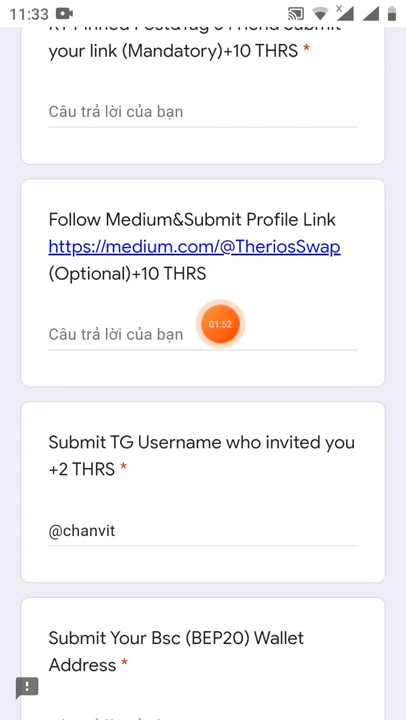 11:33
your link (Mandatory)+10 THRS *
Câu trả lời của bạn
Follow Medium&Submit Profile Link
https://medium.com/@TheriosSwap
(Optional)+10 THRS
Câu trả lời của bạn
01:52
Submit TG Username who invited you
+2 THRS *
@chanvit
Submit Your Bsc (BEP20) Wallet
Address *